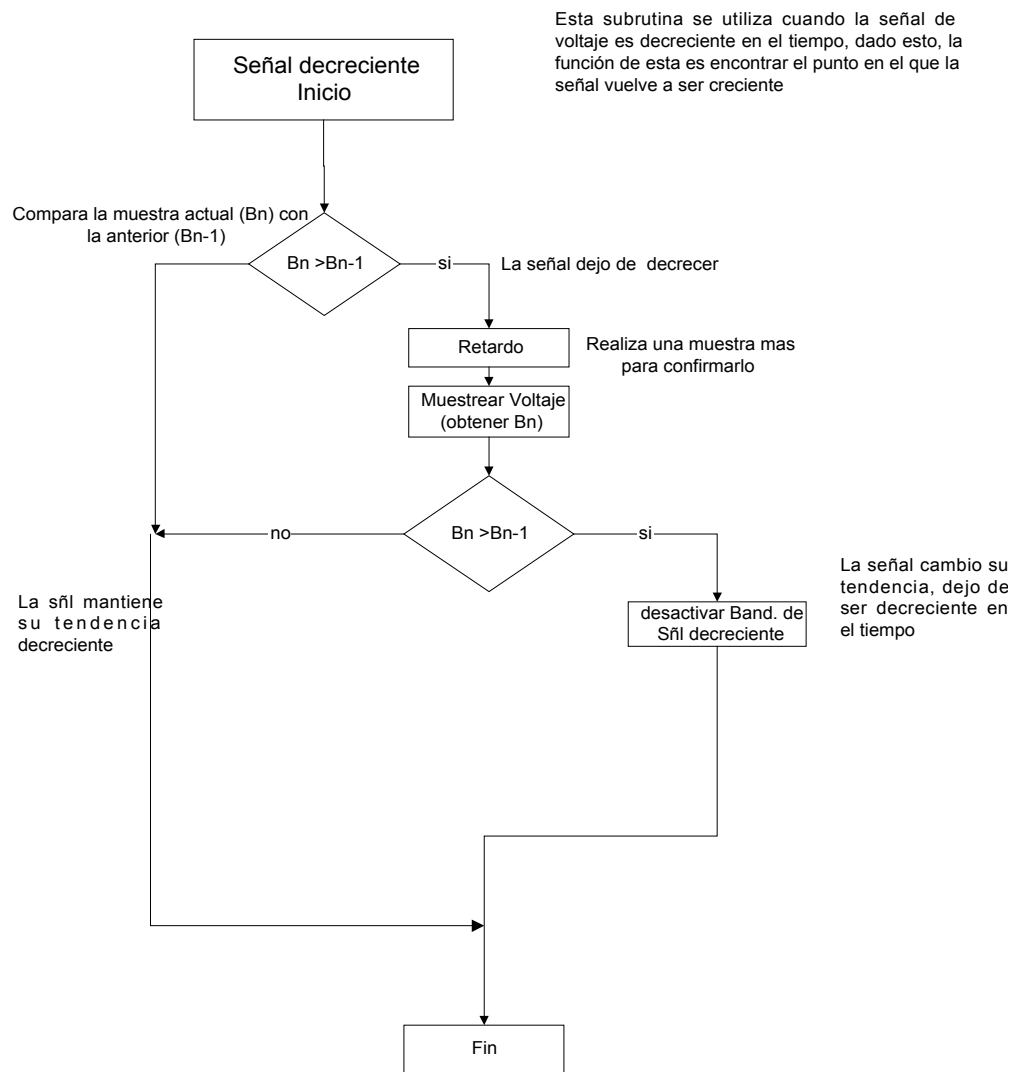 Esta subrutina se utiliza cuando la señal de
voltaje es decreciente en el tiempo, dado esto, la
función de esta es encontrar el punto en el que la
señal vuelve a ser creciente
Señal decreciente
Inicio
Compara la muestra actual (Bn) con
la anterior (Bn-1)
Bn >Bn-1
si
La señal dejo de decrecer
Retardo
Realiza una muestra mas
para confirmarlo
Muestrear Voltaje
(obtener Bn)
no
Bn >Bn-1
si
La señal cambio su
tendencia, dejo de
ser decreciente en
el tiempo
La sñl mantiene
su tendencia
decreciente
desactivar Band. de
Sñl decreciente
Fin